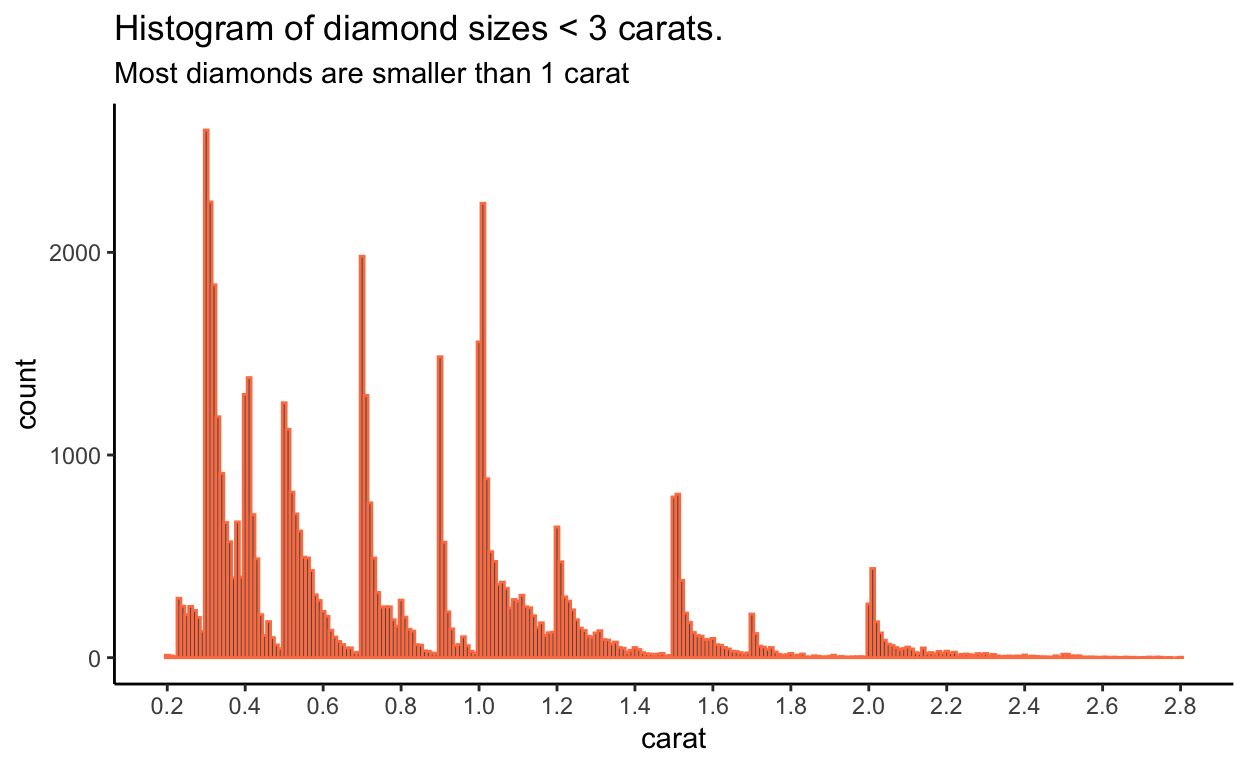 Histogram of diamond sizes < 3 carats.
Most diamonds are smaller than 1 carat
2000
1000
0
count
0.2 0.4 0.6 0.8 1.0 1.2 1.4 1.6 1.8 2.0 2.2 2.4 2.6 2.8
carat